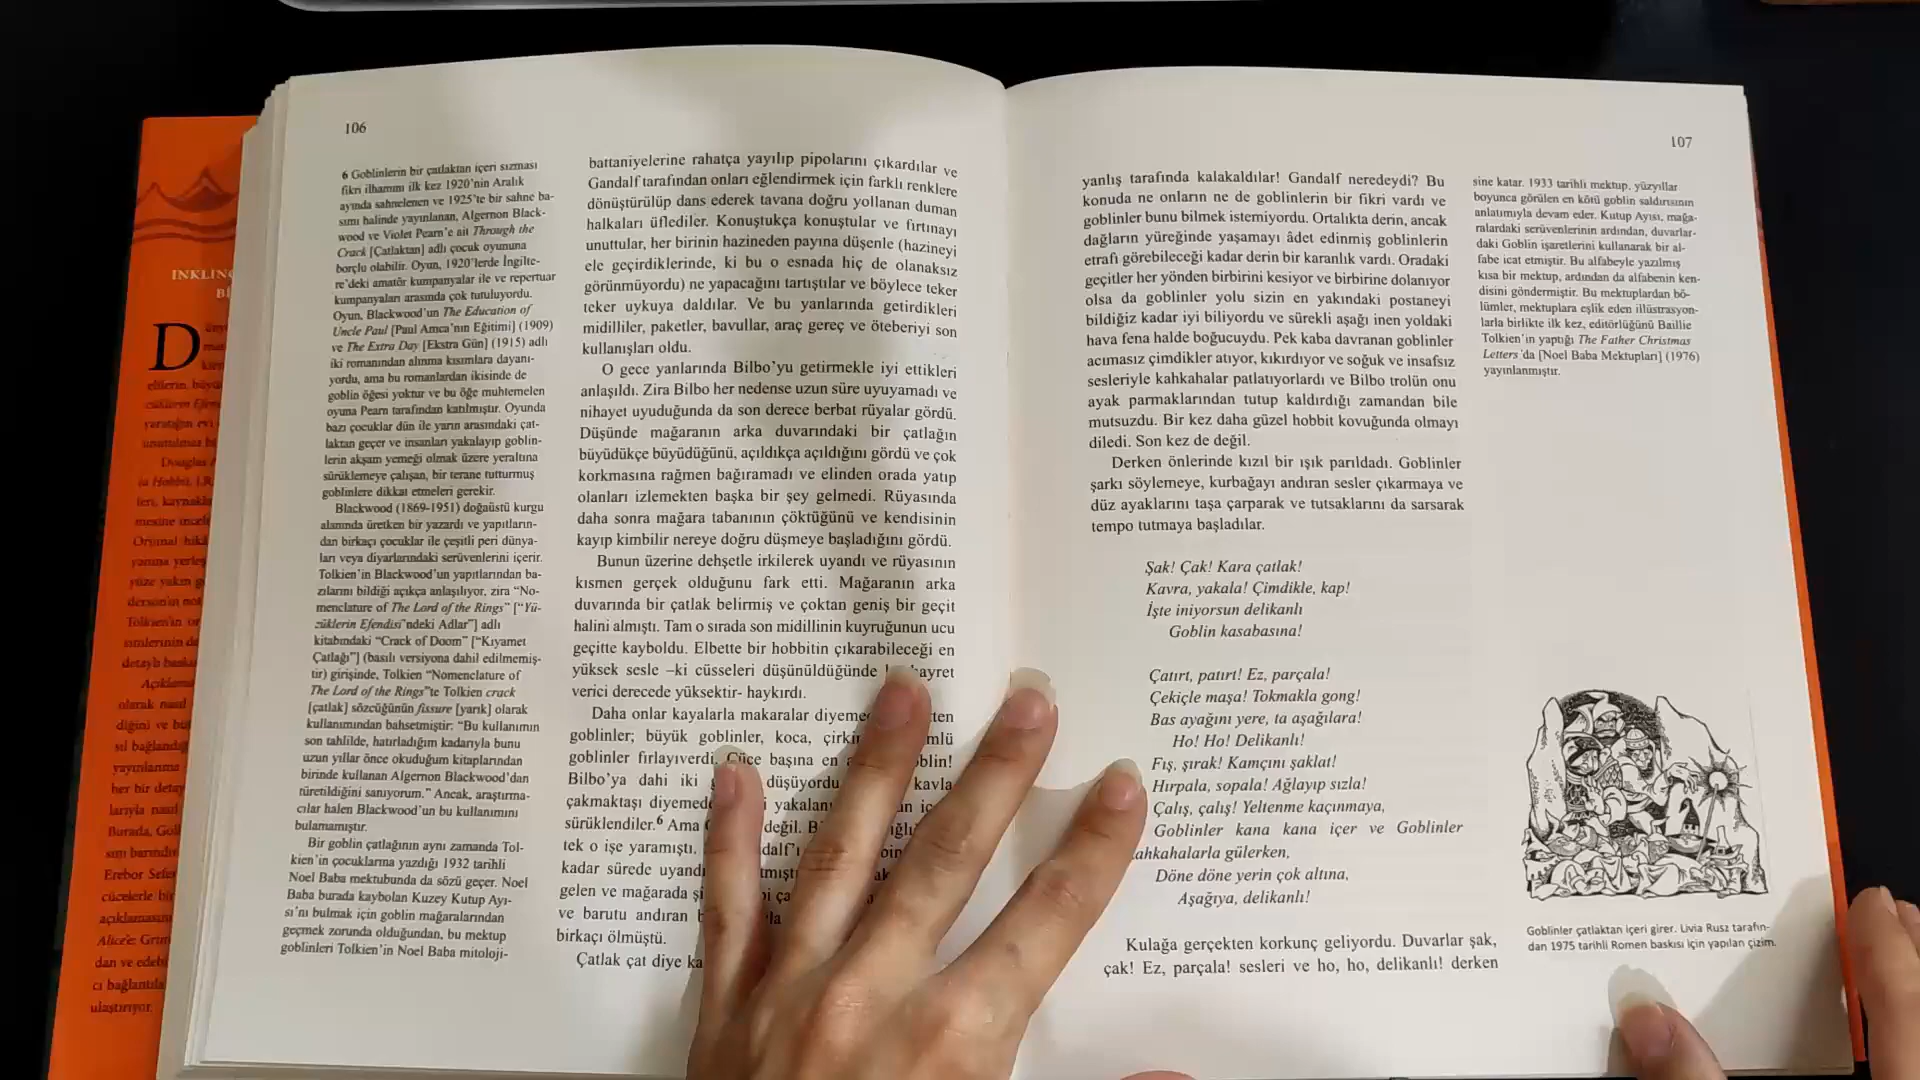 106
6 Goblinlerin bir çatlaktan içeri sızması
fikri ilhamını ilk kez 1920’nin Aralık
ayında sahnelenen ve 1925’te bir sahne ba-
sımı halinde yayınlanan, Algernon Black-
wood ve Violet Pearn’e ait Through the
Crack [Çatlaktan] adlı çocuk oyununa
borçlu olabilir. Oyun, 1920’lerde İngilte-
re’deki amatör kumpanyalar ile ve repertuar
kumpanyaları arasında çok tutuluyordu.
Oyun, Blackwood’un The Education of
Uncle Paul [Paul Amca’nın Eğitimi] (1909)
ve The Extra Day [Ekstra Gün] (1915) adlı
iki romanından alınma kısımlara dayanı-
yordu, ama bu romanlardan ikisinde de
goblin öğesi yoktur ve bu öğe muhtemelen
oyuna Pearn tarafından katılmıştır. Oyunda
bazı çocuklar dün ile yarın arasındaki çat-
laktan geçer ve insanları yakalayıp goblin-
lerin akşam yemeği olmak üzere yeraltına
sürüklemeye çalışan, bir terane tutturmuş
goblinlere dikkat etmeleri gerekir.
Blackwood (1869-1951) doğaüstü kurgu
alanında üretken bir yazardı ve yapıtların-
dan birkaçı çocuklar ile çeşitli peri dünya-
ları veya diyarlarındaki serüvenlerini içerir.
Tolkien’in Blackwood’un yapıtlarından ba-
zılarını bildiği açıkça anlaşılıyor, zira “No-
menclature of The Lord of the Rings” [“Yü-
züklerin Efendisi”ndeki Adlar”] adlı
kitabındaki “Crack of Doom” [“Kıyamet
Çatlağı”] (basılı versiyona dahil edilmemiş-
tir) girişinde, Tolkien “Nomenclature of
The Lord of the Rings”te Tolkien crack
[çatlak] sözcüğünün fissure [yarık] olarak
kullanımından bahsetmiştir: “Bu kullanımın
son tahlilde, hatırladığım kadarıyla bunu
uzun yıllar önce okuduğum kitaplarından
birinde kullanan Algernon Blackwood’dan
türetildiğini sanıyorum.” Ancak, araştırma-
cılar halen Blackwood’un bu kullanımını
bulamamıştır.
Bir goblin çatlağının aynı zamanda Tol-
kien’in çocuklarına yazdığı 1932 tarihli
Noel Baba mektubunda da sözü geçer. Noel
Baba burada kaybolan Kuzey Kutup Ayı-
sı’nı bulmak için goblin mağaralarından
geçmek zorunda olduğundan, bu mektup
goblinleri Tolkien’in Noel Baba mitoloji-
battaniyelerine rahatça yayılıp pipolarını çıkardılar ve
Gandalf tarafından onları eğlendirmek için farklı renklere
dönüştürülüp dans ederek tavana doğru yollanan duman
halkaları üflediler. Konuştukça konuştular ve fırtınayı
unuttular, her birinin hazineden payına düşenle (hazineyi
ele geçirdiklerinde, ki bu o esnada hiç de olanaksız
görünmüyordu) ne yapacağını tartıştılar ve böylece teker
teker uykuya daldılar. Ve bu yanlarında getirdikleri
midilliler, paketler, bavullar, araç gereç ve öteberiyi son
kullanışları oldu.
O gece yanlarında Bilbo’yu getirmekle iyi ettikleri
anlaşıldı. Zira Bilbo her nedense uzun süre uyuyamadı ve
nihayet uyuduğunda da son derece berbat rüyalar gördü.
Düşünde mağaranın arka duvarındaki bir çatlağın
büyüdükçe büyüdüğünü, açıldıkça açıldığını gördü ve çok
korkmasına rağmen bağıramadı ve elinden orada yatıp
olanları izlemekten başka bir şey gelmedi. Rüyasında
daha sonra mağara tabanının çöktüğünü ve kendisinin
kayıp kimbilir nereye doğru düşmeye başladığını gördü.
Bunun üzerine dehşetle irkilerek uyandı ve rüyasının
kısmen gerçek olduğunu fark etti. Mağaranın arka
duvarında bir çatlak belirmiş ve çoktan geniş bir geçit
halini almıştı. Tam o sırada son midillinin kuyruğunun ucu
geçitte kayboldu. Elbette bir hobbitin çıkarabileceği en
yüksek sesle –ki cüsseleri düşünüldüğünde hayret
verici derecede yüksektir- haykırdı.
Daha onlar kayalarla makaralar
goblinler; büyük goblinler, koca,
goblinler fırlayıverdi. Cüce başına en
Bilbo’ya dahi iki düşüyordu
çakmaktaşı
sürüklendiler.6 Ama değil.
tek o işe yaramıştı.
kadar sürede
gelen ve mağarada
ve barutu andıran
birkaçı ölmüştü.
Çatlak çat diye
107
yanlış tarafında kalakaldılar! Gandalf neredeydi? Bu
konuda ne onların ne de goblinlerin bir fikri vardı ve
goblinler bunu bilmek istemiyordu. Ortalıkta derin, ancak
dağların yüreğinde yaşamayı âdet edinmiş goblinlerin
etrafı görebileceği kadar derin bir karanlık vardı. Oradaki
geçitler her yönden birbirini kesiyor ve birbirine dolanıyor
olsa da goblinler yolu sizin en yakındaki postaneyi
bildiğiz kadar iyi biliyordu ve sürekli aşağı inen yoldaki
hava fena halde boğucuydu. Pek kaba davranan goblinler
acımasız çimdikler atıyor, kıkırdıyor ve soğuk ve insafsız
sesleriyle kahkahalar patlatıyorlardı ve Bilbo trolün onu
ayak parmaklarından tutup kaldırdığı zamandan bile
mutsuzdu. Bir kez daha güzel hobbit kovuğunda olmayı
diledi. Son kez de değil.
Derken önlerinde kızıl bir ışık parıldadı. Goblinler
şarkı söylemeye, kurbağayı andıran sesler çıkarmaya ve
düz ayaklarını taşa çarparak ve tutsaklarını da sarsarak
tempo tutmaya başladılar.
Şak! Çak! Kara çatlak!
Kavra, yakala! Çimdikle, kap!
İşte iniyorsun delikanlı
Goblin kasabasına!
Çatırt, patırt! Ez, parçala!
Çekiçle maşa! Tokmakla gong!
Bas ayağını yere, ta aşağılara!
Ho! Ho! Delikanlı!
Fış, şırak! Kamçını şaklat!
Hırpala, sopala! Ağlayıp sızla!
Çalış, çalış! Yeltenme kaçınmaya,
Goblinler kana kana içer ve Goblinler
ahkahalarla gülerken,
Döne döne yerin çok altına,
Aşağıya, delikanlı!
Kulağa gerçekten korkunç geliyordu. Duvarlar şak,
çak! Ez, parçala! sesleri ve ho, ho, delikanlı! derken
sine katar. 1933 tarihli mektup, yüzyıllar
boyunca görülen en kötü goblin saldırısının
anlatımıyla devam eder. Kutup Ayısı, mağa-
ralardaki serüvenlerinin ardından, duvarlar-
daki Goblin işaretlerini kullanarak bir al-
fabe icat etmiştir. Bu alfabeyle yazılmış
kısa bir mektup, ardından da alfabenin ken-
disini göndermiştir. Bu mektuplardan bö-
lümler, mektuplara eşlik eden illüstrasyon-
larla birlikte ilk kez, editörlüğünü Baillie
Tolkien’in yaptığı The Father Christmas
Letters’da [Noel Baba Mektupları] (1976)
yayınlanmıştır.
Goblinler çatlaktan içeri girer. Livia Rusz tarafın-
dan 1975 tarihli Romen baskısı için yapılan çizim.